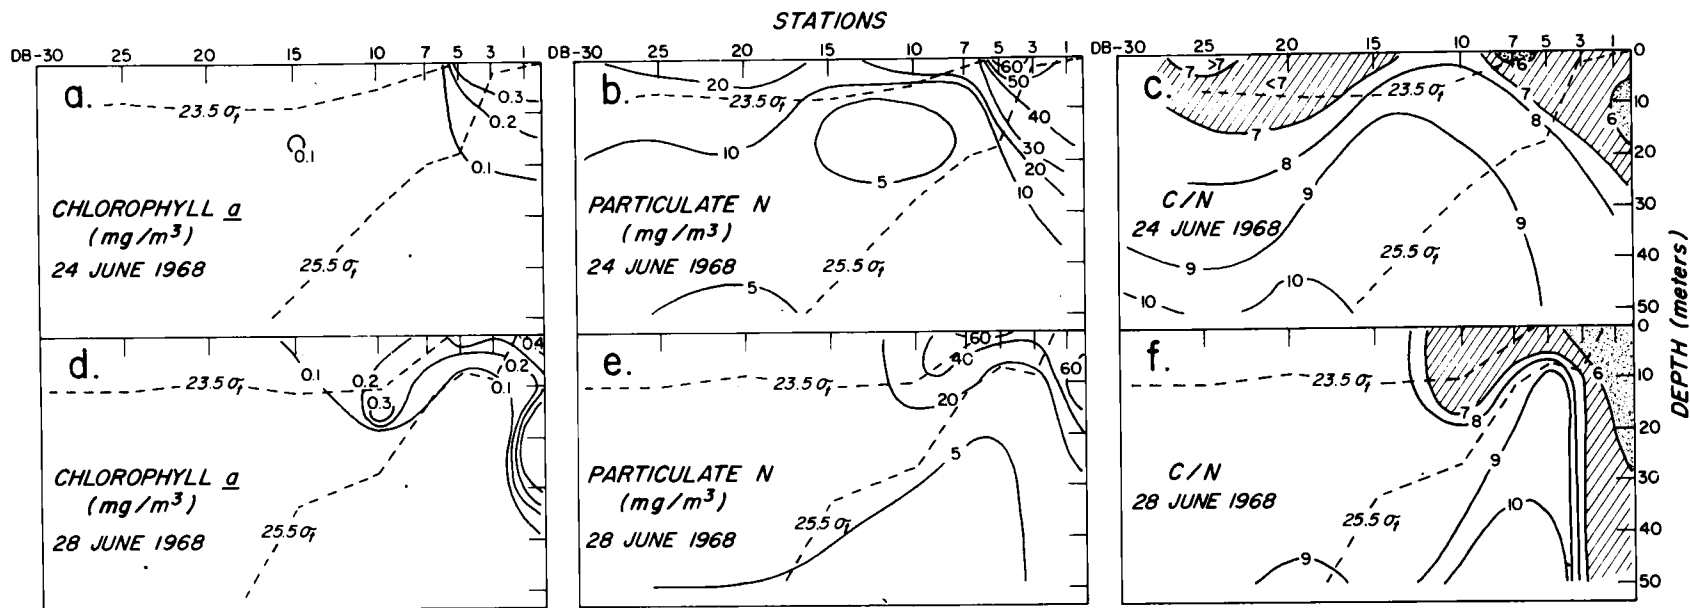 STATIONS
DB-30 25 20 15 10 7 5 3 1
DB-30 25 20 15 10 7 5 3 1
DB-30 25 20 15 10 7 5 3 1
a.
23.5 σt
0.3
0.2
0.1
0.1
CHLOROPHYLL a
(mg/m³)
24 JUNE 1968
25.5 σt
b.
20
23.5 σt
60
50
40
30
20
10
10
5
PARTICULATE N
(mg/m³)
24 JUNE 1968
25.5 σt
5
c.
7
>7
<7
6
23.5 σt
7
7
8
6
8
9
9
C/N
24 JUNE 1968
9
25.5 σt
10
10
0
10
20
30
40
50
d.
0.1
23.5 σt
0.2
0.3
0.4
0.2
0.1
CHLOROPHYLL a
(mg/m³)
28 JUNE 1968
25.5 σt
e.
23.5 σt
60
40
60
20
5
PARTICULATE N
(mg/m³)
28 JUNE 1968
25.5 σt
f.
23.5 σt
6
7
8
9
C/N
28 JUNE 1968
25.5 σt
10
9
0
10
20
30
40
50
DEPTH (meters)